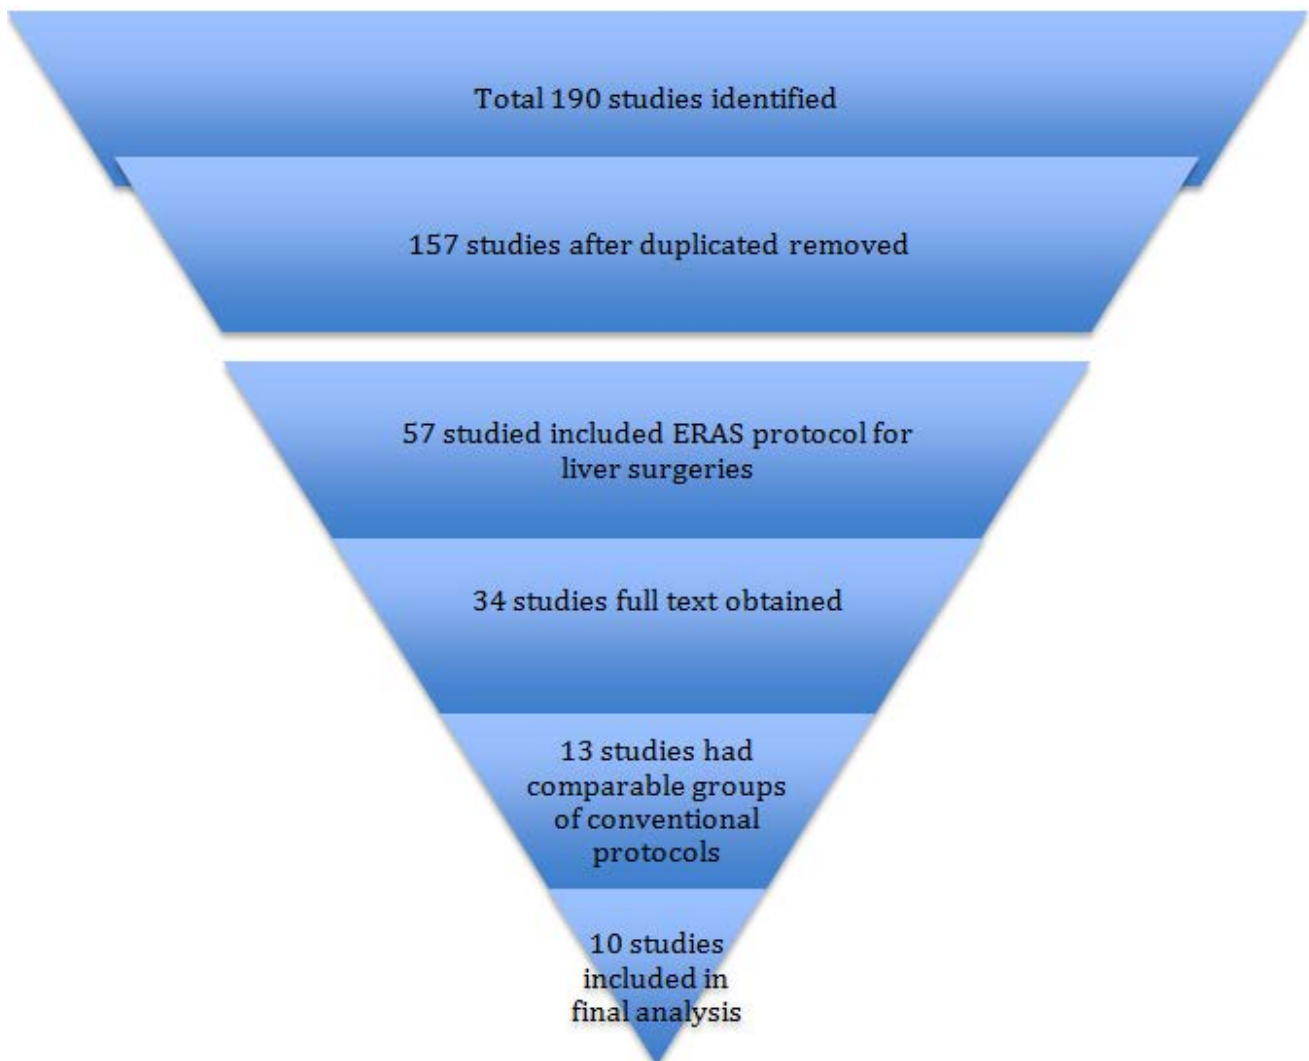 Total 190 studies identified
157 studies after duplicated removed
57 studied included ERAS protocol for
liver surgeries
34 studies full text obtained
13 studies had
comparable groups
of conventional
protocols
10 studies
included in
final analysis